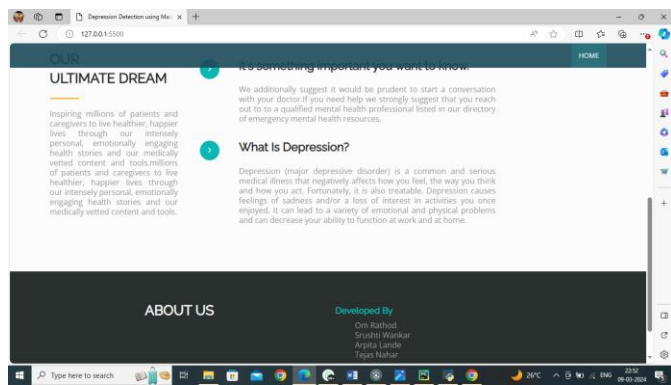 Depression Detection using Mac
127.0.0.1:5500
HOME
OUR
ULTIMATE DREAM
Inspiring millions of patients and
caregivers to live healthier, happier
lives through our intensely
personal, emotionally engaging
health stories and our medically
vetted content and tools.millions
of patients and caregivers to live
healthier, happier lives through
our intensely personal, emotionally
engaging health stories and our
medically vetted content and tools.
It's something important you want to know.
We additionally suggest it would be prudent to start a conversation
with your doctor.If you need help we strongly suggest that you reach
out to to a qualified mental health professional listed in our directory
of emergency mental health resources.
What Is Depression?
Depression (major depressive disorder) is a common and serious
medical illness that negatively affects how you feel, the way you think
and how you act. Fortunately, it is also treatable. Depression causes
feelings of sadness and/or a loss of interest in activities you once
enjoyed. It can lead to a variety of emotional and physical problems
and can decrease your ability to function at work and at home.
ABOUT US
Developed By
Om Rathod
Srushti Wankar
Arpita Lande
Tejas Nahar
Type here to search
26°C
ENG
22:52
09-03-2024